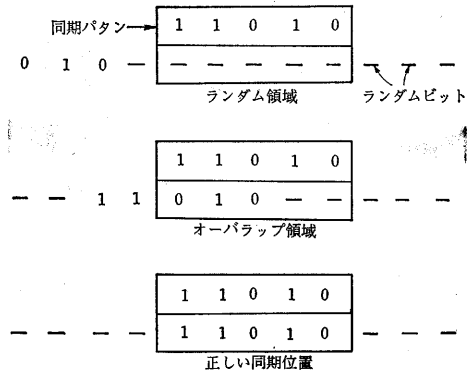 同期パタン
1 1 0 1 0
0 1 0 — — — — — — — — —
ランダム領域
ランダムビット
1 1 0 1 0
— — 1 1 0 1 0 — — — — —
オーバラップ領域
1 1 0 1 0
— — — — 1 1 0 1 0 — — —
正しい同期位置